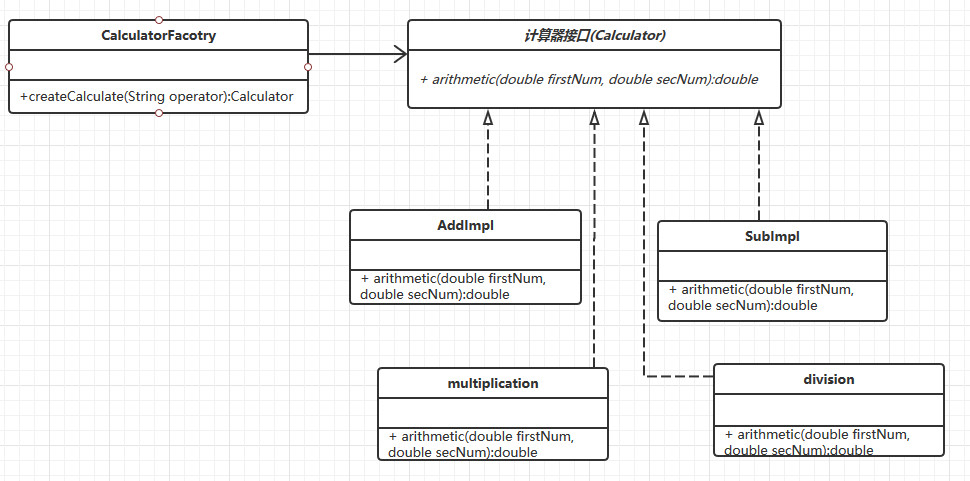 CalculatorFacotry
+createCalculate(String operator):Calculator
计算器接口(Calculator)
+ arithmetic(double firstNum, double secNum):double
AddImpl
+ arithmetic(double firstNum,
double secNum):double
SubImpl
+ arithmetic(double firstNum,
double secNum):double
multiplication
+ arithmetic(double firstNum,
double secNum):double
division
+ arithmetic(double firstNum,
double secNum):double